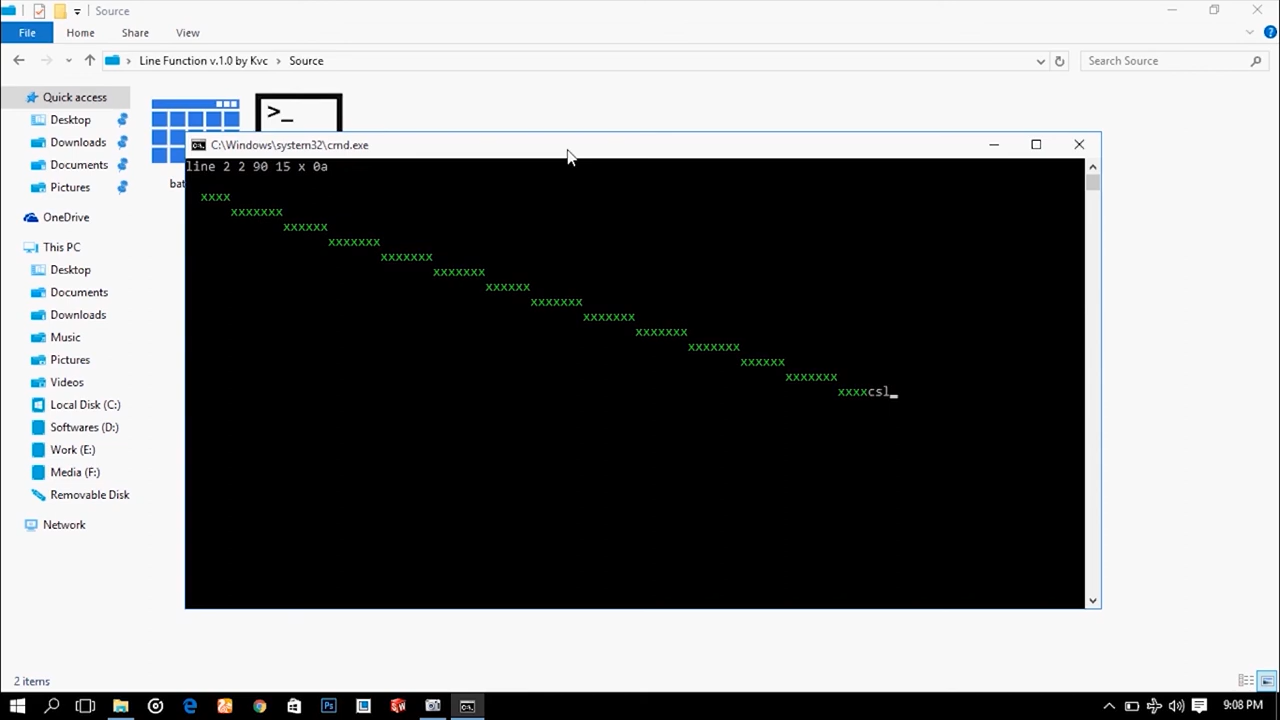 Source
File Home Share View
Line Function v.1.0 by Kvc Source Search Source
Quick access
Desktop
Downloads
Documents
Pictures
OneDrive
This PC
Desktop
Documents
Downloads
Music
Pictures
Videos
Local Disk (C:)
Softwares (D:)
Work (E:)
Media (F:)
Removable Disk
Network
bat
C:\Windows\system32\cmd.exe
line 2 2 90 15 x 0a
xxxx
xxxxxxx
xxxxxx
xxxxxxx
xxxxxxx
xxxxxxx
xxxxxx
xxxxxxx
xxxxxxx
xxxxxxx
xxxxxxx
xxxxxx
xxxxxxx
xxxxcsl_
2 items
9:08 PM